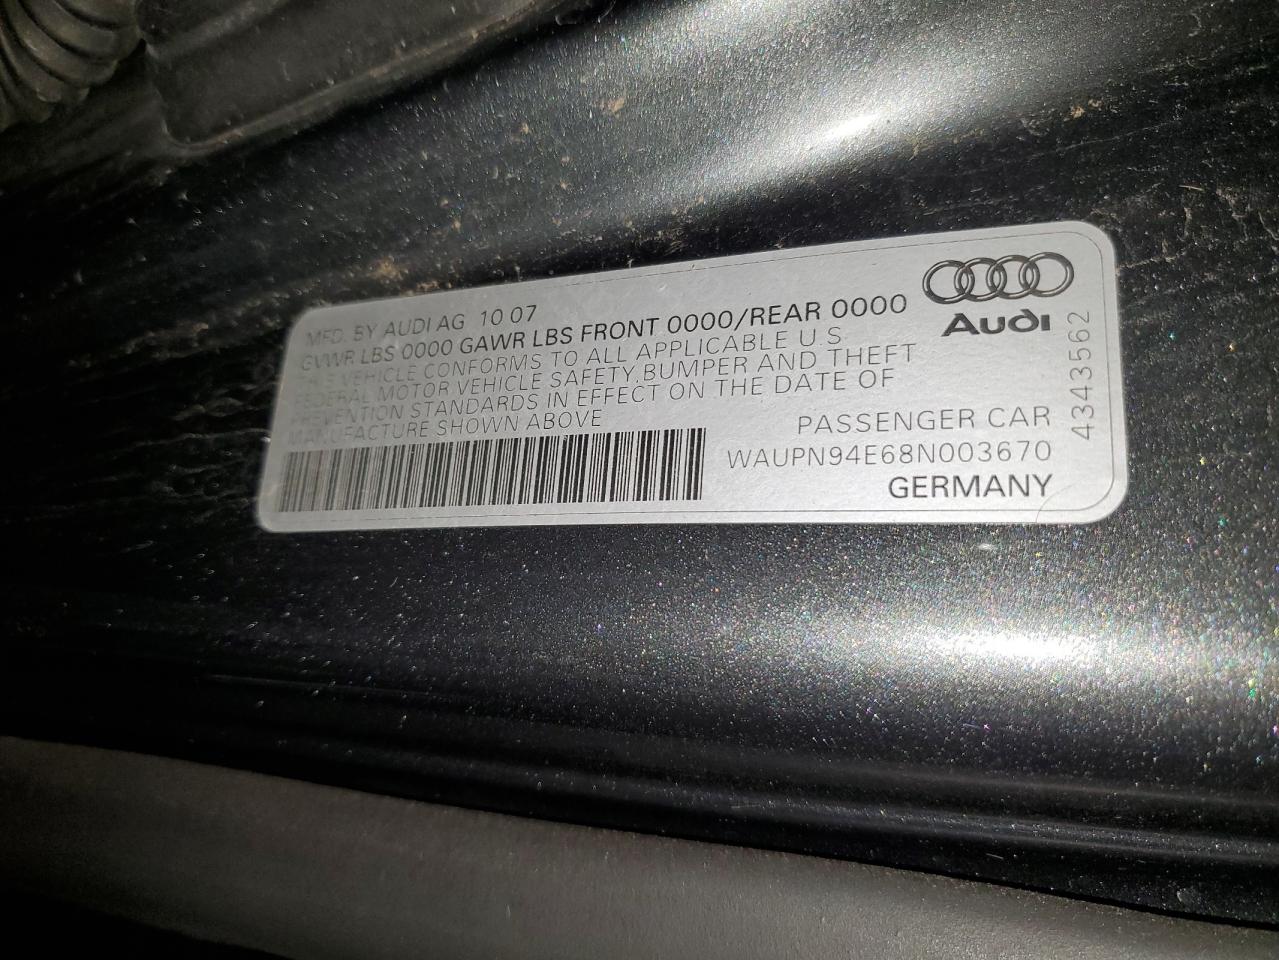 MFD. BY AUDI AG 10 07
GVWR LBS 0000 GAWR LBS FRONT 0000/REAR 0000
VEHICLE CONFORMS TO ALL APPLICABLE U S
FEDERAL MOTOR VEHICLE SAFETY, BUMPER AND THEFT
PREVENTION STANDARDS IN EFFECT ON THE DATE OF
MANUFACTURE SHOWN ABOVE
Audi
4343562
PASSENGER CAR
WAUPN94E68N003670
GERMANY